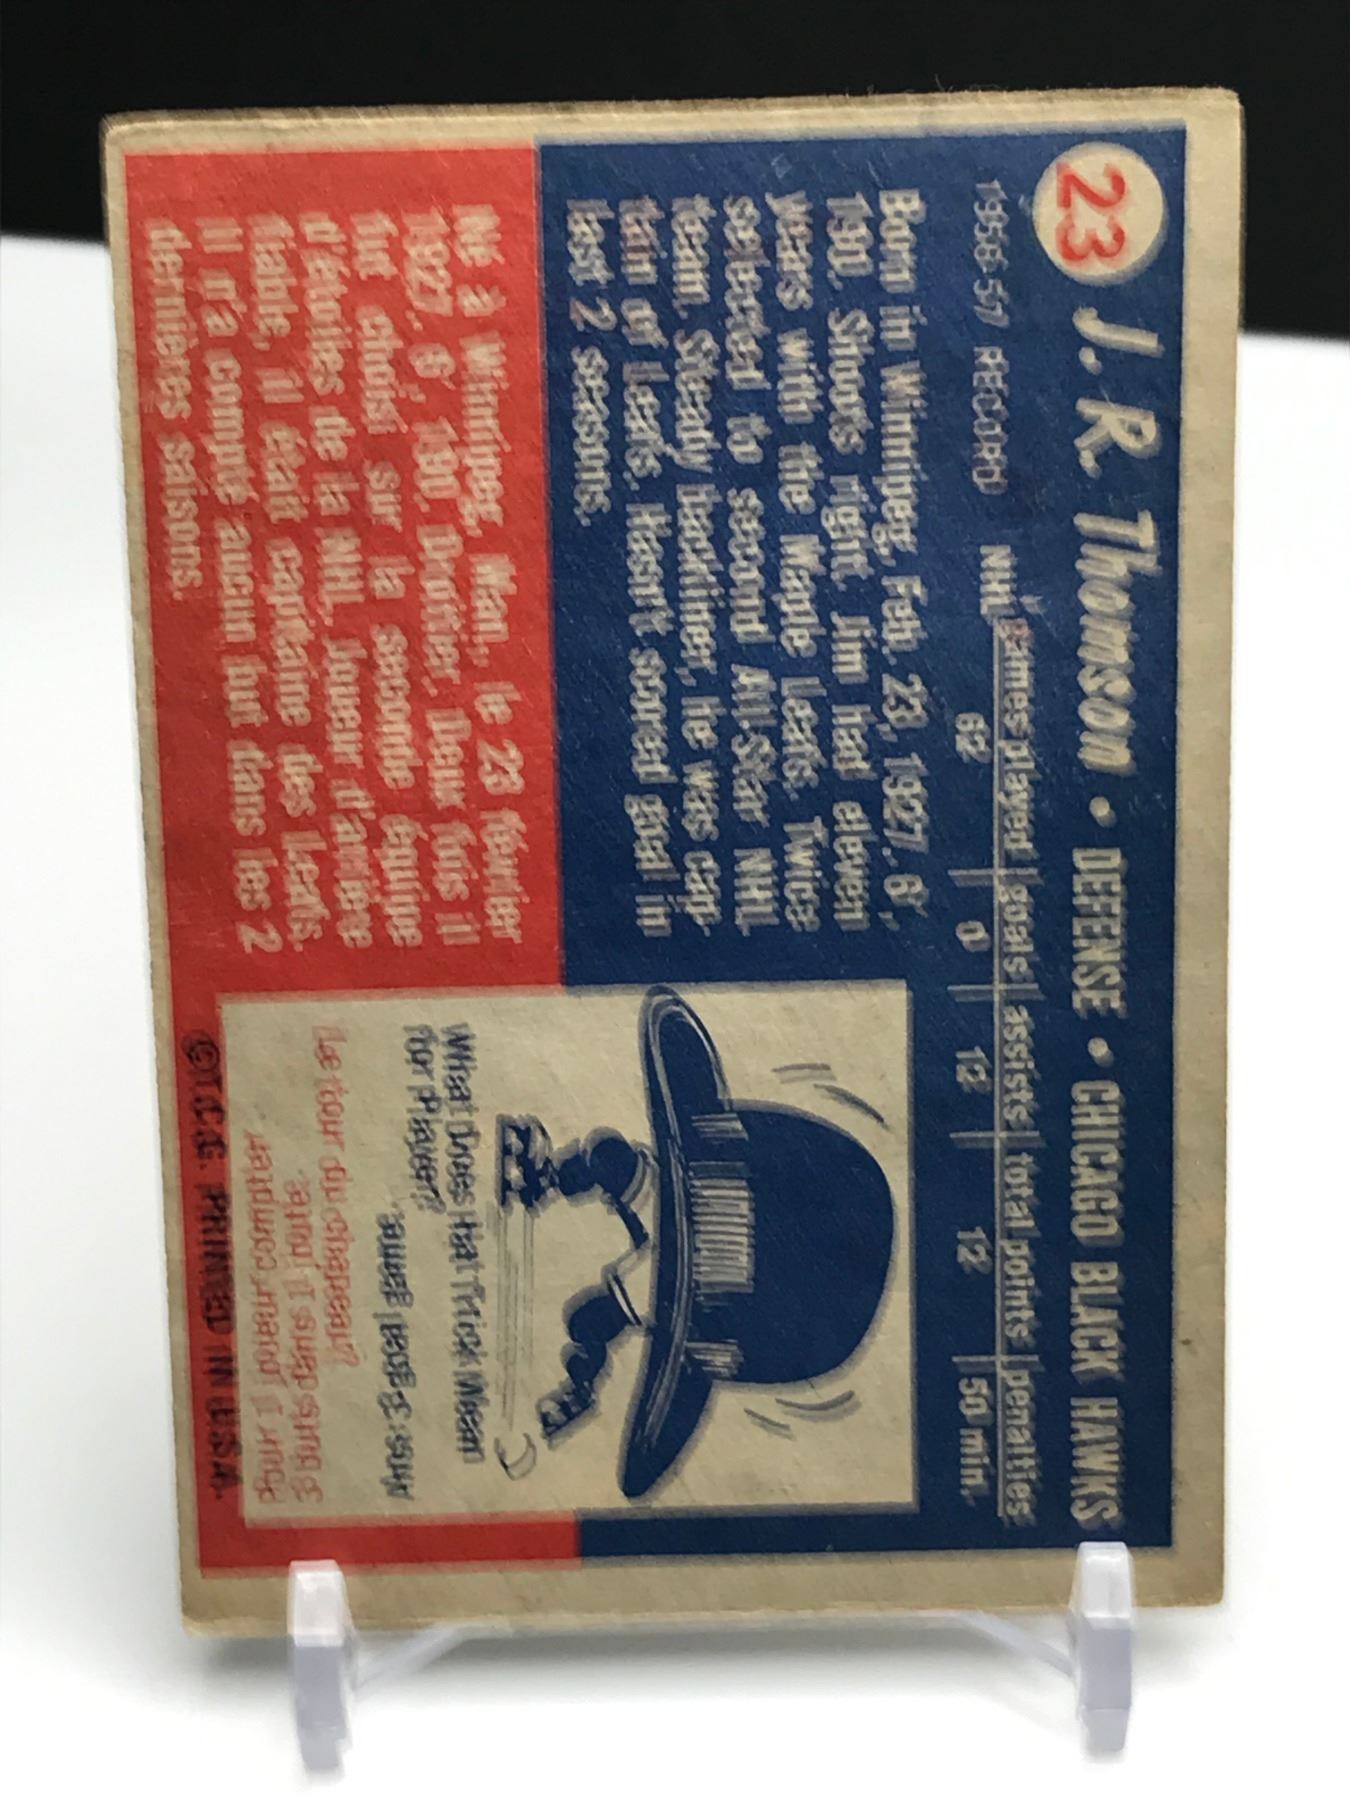 23 J. R. Thomson • DEFENSE • CHICAGO BLACK HAWKS
1956-57 RECORD NHL games played goals assists total points penalties
62 0 12 12 50 min.
Born in Winnipeg, Feb. 23, 1927. 6',
190. Shoots right. Jim had eleven
years with the Maple Leafs. Twice
selected to second All-Star NHL
team. Steady backliner, he was cap-
tain of Leafs. Hasn't scored goal in
last 2 seasons.
Né à Winnipeg, Man., le 23 février
1927. 6' 190. Droitier. Deux fois il
fut choisi sur la seconde équipe
d'étoiles de la NHL. Joueur d'arrière
fiable, il était capitaine des Leafs.
Il n'a compté aucun but dans les 2
dernières saisons.
What Does Hat Trick Mean
for Player?
Ans: 3 goals 1 game.
Le tour du chapeau?
©T.C.G. PRINTED IN U.S.A.